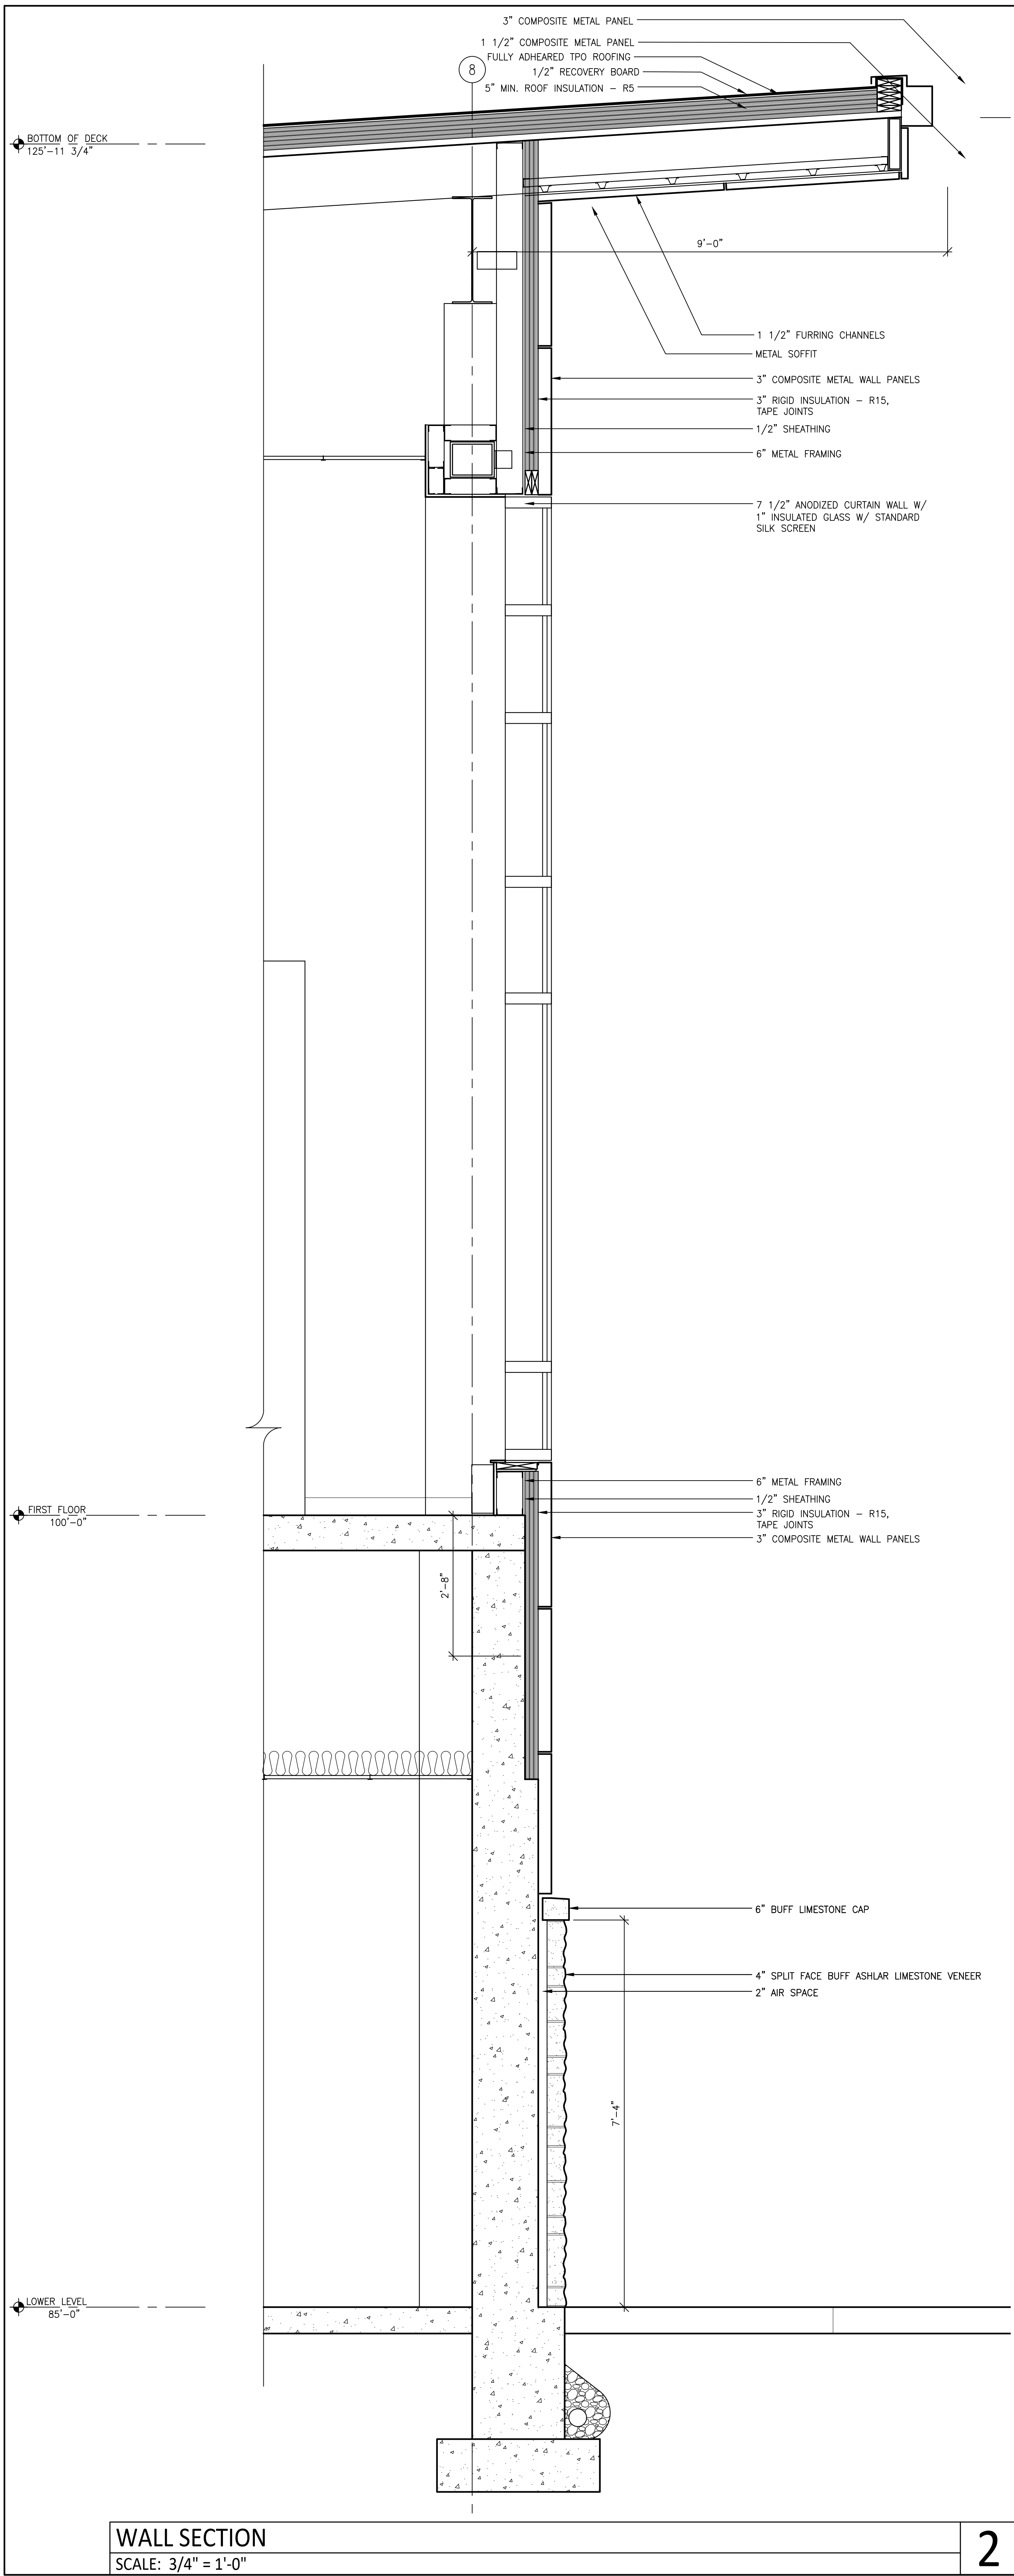 3" COMPOSITE METAL PANEL
1 1/2" COMPOSITE METAL PANEL
8
FULLY ADHEARED TPO ROOFING
1/2" RECOVERY BOARD
5" MIN. ROOF INSULATION – R5
BOTTOM OF DECK
125'-11 3/4"
9'-0"
1 1/2" FURRING CHANNELS
METAL SOFFIT
3" COMPOSITE METAL WALL PANELS
3" RIGID INSULATION – R15,
TAPE JOINTS
1/2" SHEATHING
6" METAL FRAMING
7 1/2" ANODIZED CURTAIN WALL W/
1" INSULATED GLASS W/ STANDARD
SILK SCREEN
6" METAL FRAMING
1/2" SHEATHING
FIRST FLOOR
100'-0"
3" RIGID INSULATION – R15,
TAPE JOINTS
3" COMPOSITE METAL WALL PANELS
2'-8"
6" BUFF LIMESTONE CAP
4" SPLIT FACE BUFF ASHLAR LIMESTONE VENEER
2" AIR SPACE
7'-4"
LOWER LEVEL
85'-0"
WALL SECTION
2
SCALE: 3/4" = 1'-0"